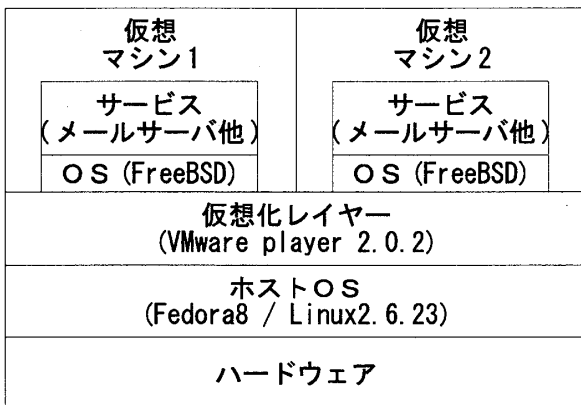 仮想
マシン1
サービス
(メールサーバ他)
OS (FreeBSD)
仮想
マシン2
サービス
(メールサーバ他)
OS (FreeBSD)
仮想化レイヤー
(VMware player 2.0.2)
ホストOS
(Fedora8 / Linux2.6.23)
ハードウェア